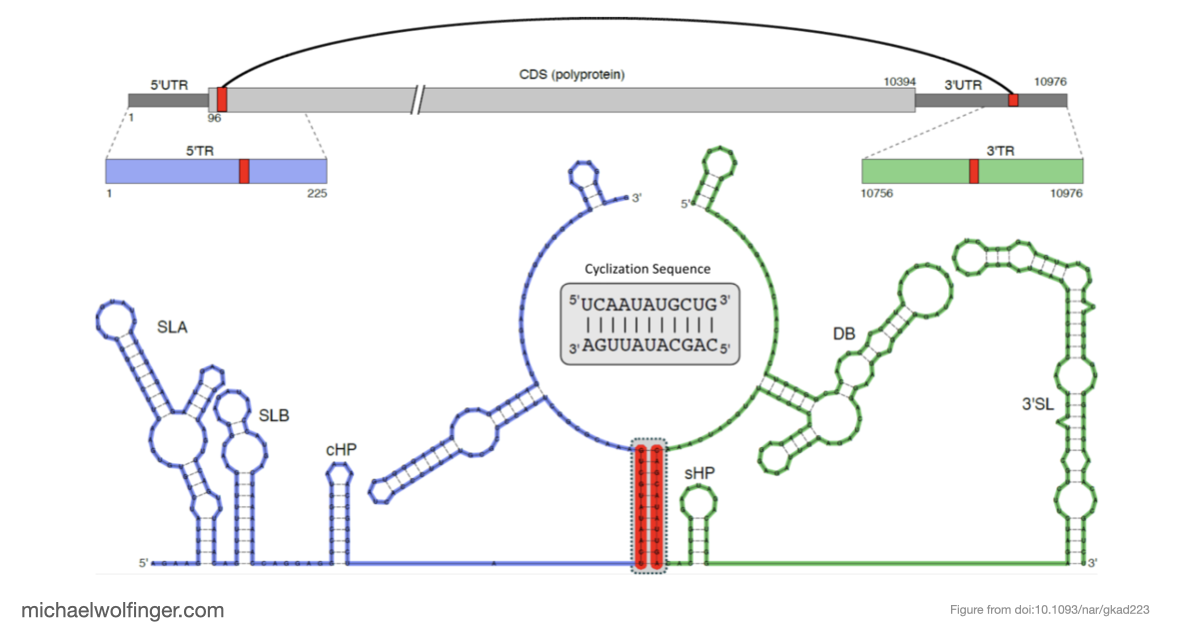 CDS (polyprotein)
5'UTR
10394
3'UTR
10976
1
96
5'TR
3'TR
1
225
10756
10976
3'
5'
Cyclization Sequence
5' UCAAUAUGCUG 3'
3' AGUUAUACGAC 5'
SLA
DB
SLB
3'SL
cHP
sHP
5'
3'
michaelwolfinger.com
Figure from doi:10.1093/nar/gkad223